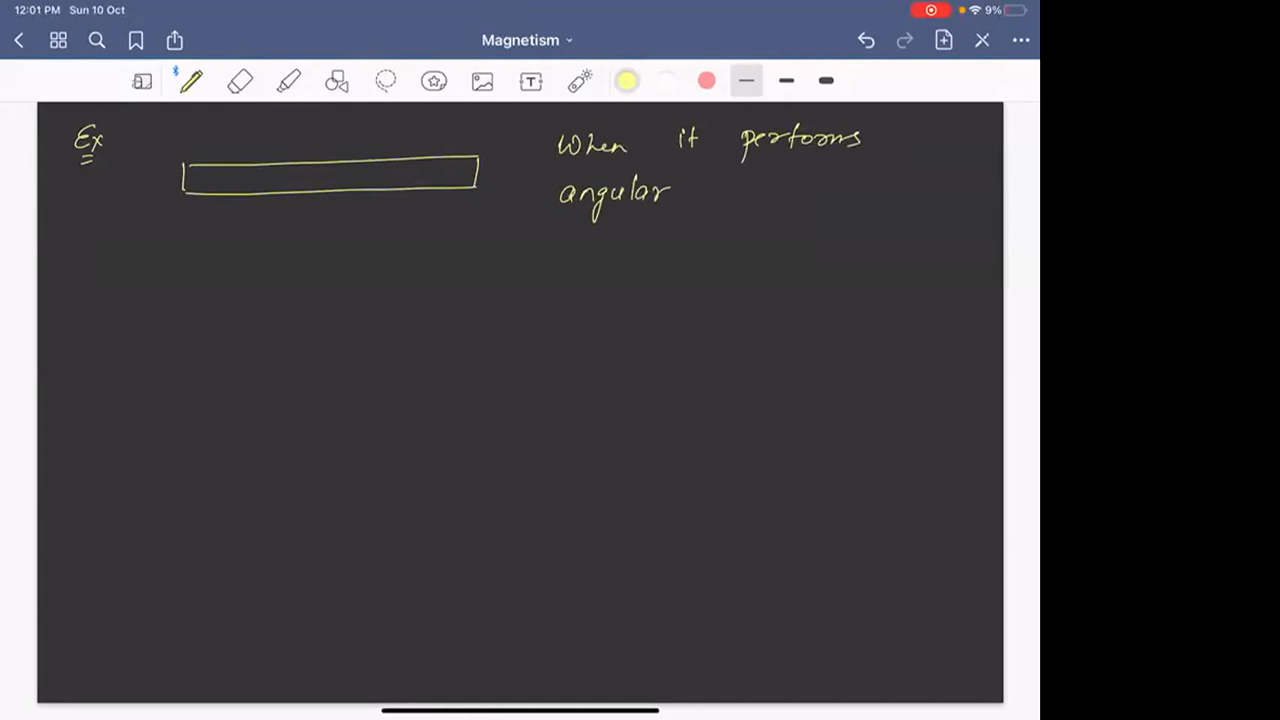 12:01 PM Sun 10 Oct 9%
Magnetism
T
Ex When it performs
angular